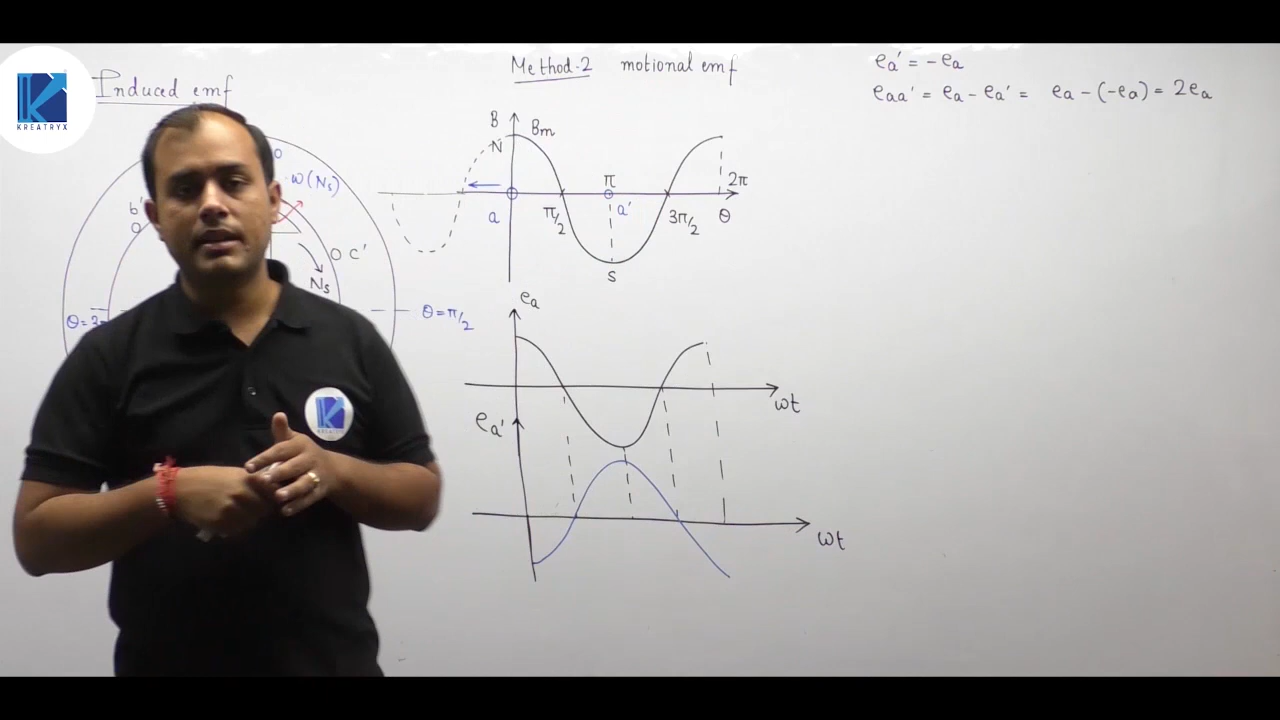 KREATRYX
Induced emf
Method-2 motional emf
ea' = -ea
eaa' = ea - ea' = ea - (-ea) = 2ea
B
N
Bm
a
π/2
π
a'
S
3π/2
2π
θ
O
ω(Ns)
b'
O
O c'
Ns
θ = π/2
ea
ωt
ea'
ωt
KREATRYX